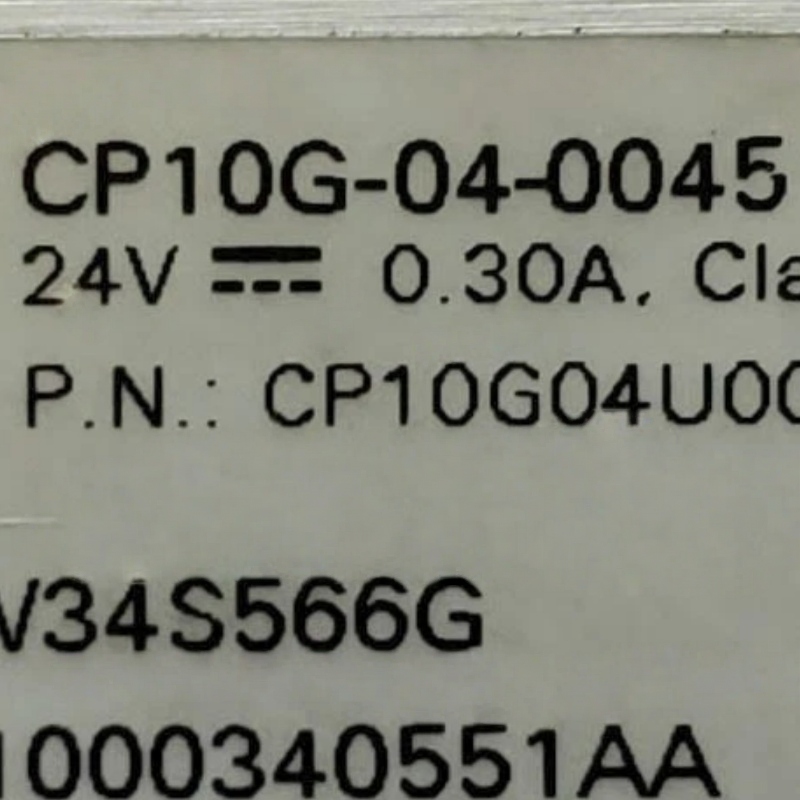 CP10G-04-0045
24V ⎓ 0.30A, Cla
P.N.: CP10G04U00
V34S566G
1000340551AA